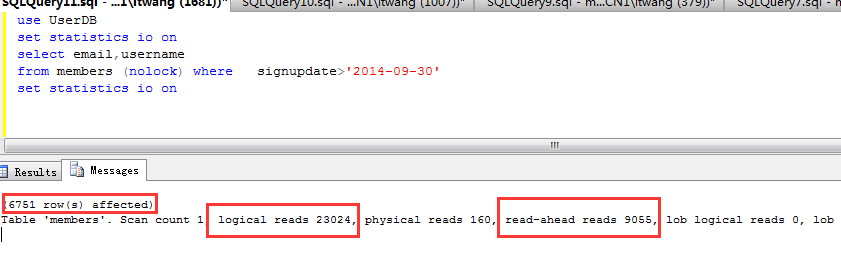 SQLQuery11.sql - ...1\ltwang (1681))* SQLQuery10.sql - ...N1\ltwang (1007))* SQLQuery9.sql - m...CN1\ltwang (379))* SQLQuery7.sql - m
use UserDB
set statistics io on
select email,username
from members (nolock) where signupdate>'2014-09-30'
set statistics io on
Results Messages
(6751 row(s) affected)
Table 'members'. Scan count 1, logical reads 23024, physical reads 160, read-ahead reads 9055, lob logical reads 0, lob